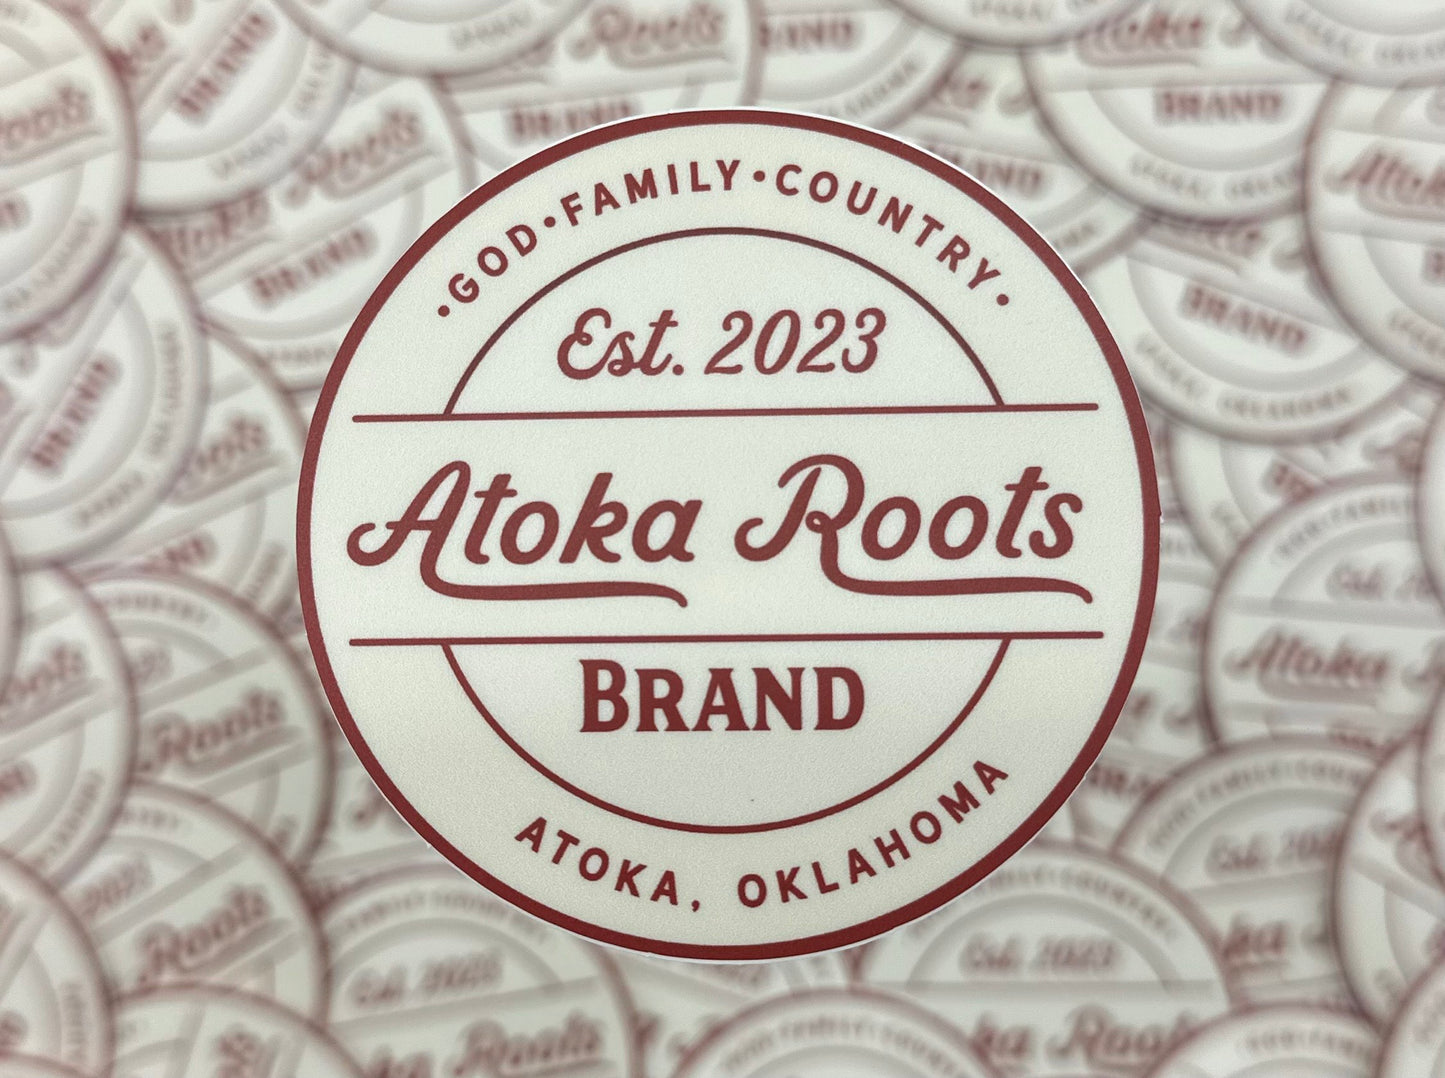 ·GOD·FAMILY·COUNTRY·
Est. 2023
Atoka Roots
BRAND
ATOKA, OKLAHOMA